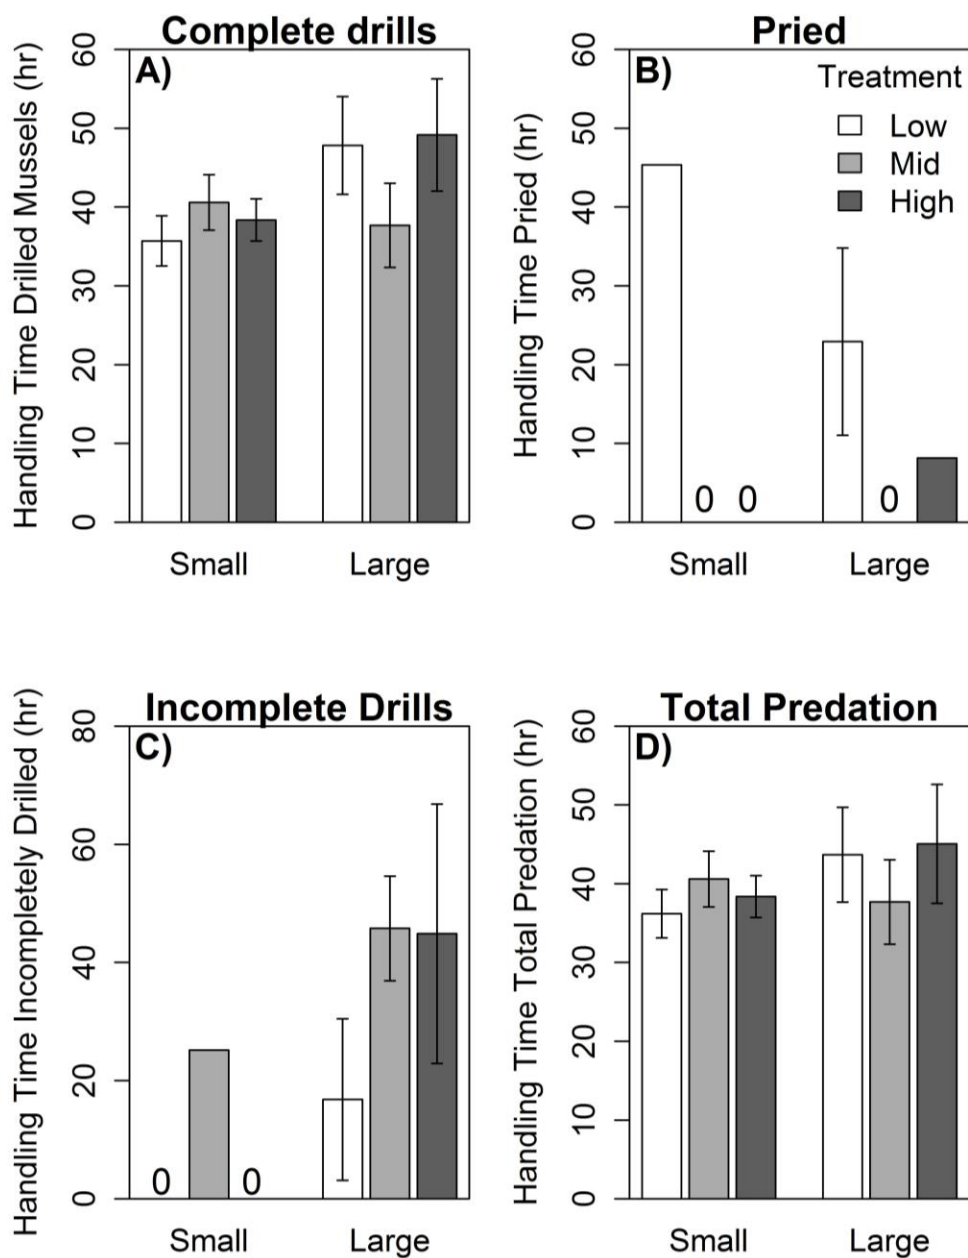 Complete drills
A)
Handling Time Drilled Mussels (hr)
60
50
40
30
20
10
0
Small Large
Pried
B)
Handling Time Pried (hr)
60
50
40
30
20
10
0
Treatment
Low
Mid
High
0 0 0
Small Large
Incomplete Drills
C)
Handling Time Incompletely Drilled (hr)
80
60
40
20
0
0 0
Small Large
Total Predation
D)
Handling Time Total Predation (hr)
60
50
40
30
20
10
0
Small Large